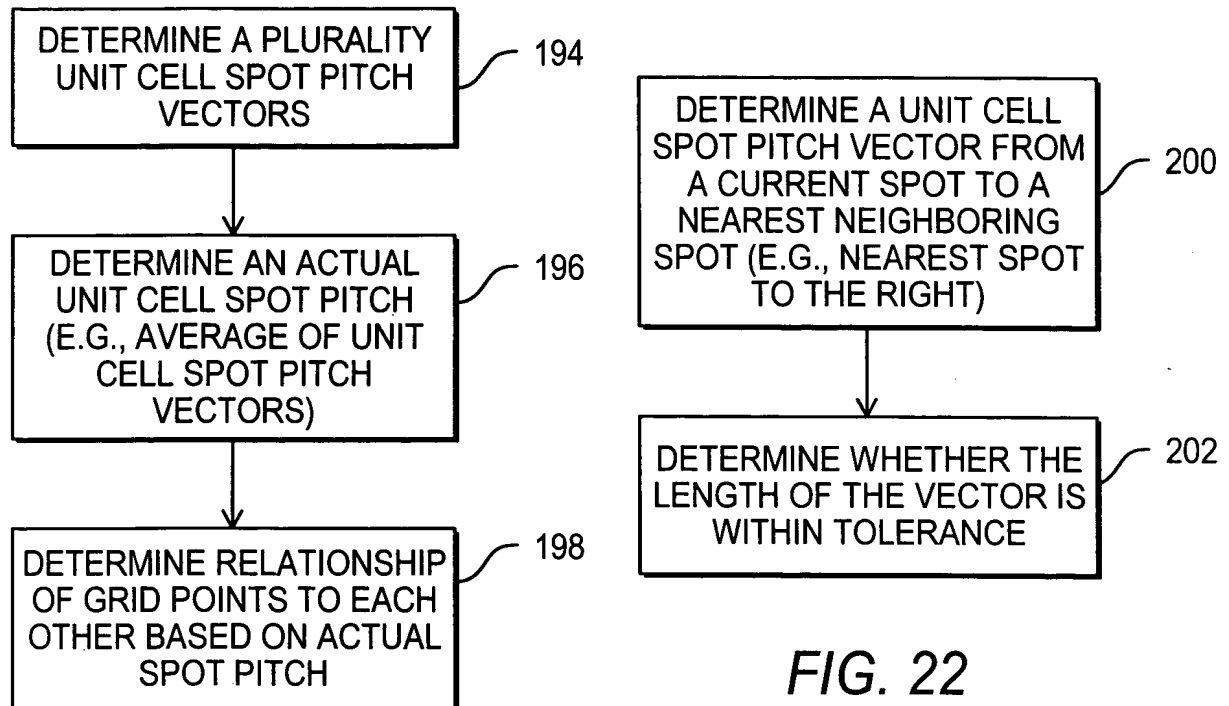 DETERMINE A PLURALITY
UNIT CELL SPOT PITCH
VECTORS
194
DETERMINE AN ACTUAL
UNIT CELL SPOT PITCH
(E.G., AVERAGE OF UNIT
CELL SPOT PITCH
VECTORS)
196
DETERMINE RELATIONSHIP
OF GRID POINTS TO EACH
OTHER BASED ON ACTUAL
SPOT PITCH
198
DETERMINE A UNIT CELL
SPOT PITCH VECTOR FROM
A CURRENT SPOT TO A
NEAREST NEIGHBORING
SPOT (E.G., NEAREST SPOT
TO THE RIGHT)
200
DETERMINE WHETHER THE
LENGTH OF THE VECTOR IS
WITHIN TOLERANCE
202
FIG. 22